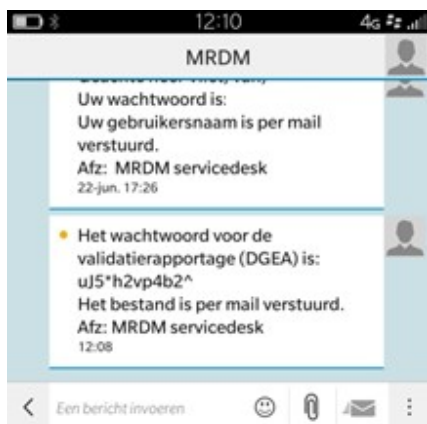 12:10
4G
MRDM
Uw wachtwoord is:
Uw gebruikersnaam is per mail
verstuurd.
Afz: MRDM servicedesk
22-jun. 17:26
Het wachtwoord voor de
validatierapportage (DGEA) is:
uJ5*h2vp4b2^
Het bestand is per mail verstuurd.
Afz: MRDM servicedesk
12:08
Een bericht invoeren